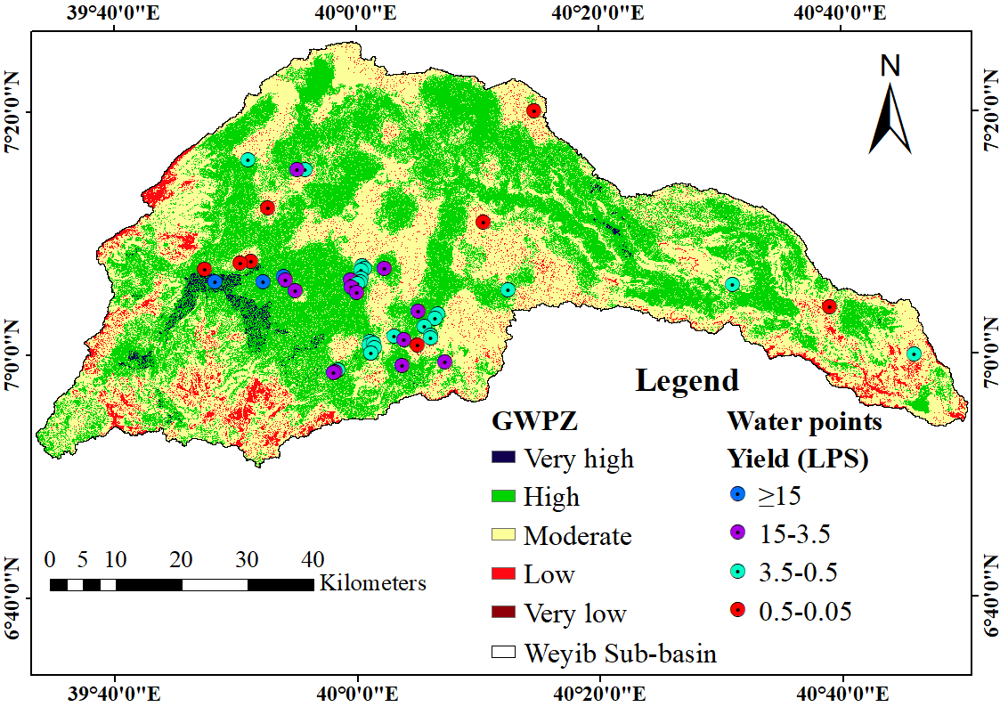 39°40'0"E 40°0'0"E 40°20'0"E 40°40'0"E
N
7°20'0"N 7°20'0"N
7°0'0"N 7°0'0"N
Legend
GWPZ Water points
Very high Yield (LPS)
High ≥15
Moderate 15-3.5
Low 3.5-0.5
Very low 0.5-0.05
Weyib Sub-basin
0 5 10 20 30 40
Kilometers
6°40'0"N 6°40'0"N
39°40'0"E 40°0'0"E 40°20'0"E 40°40'0"E